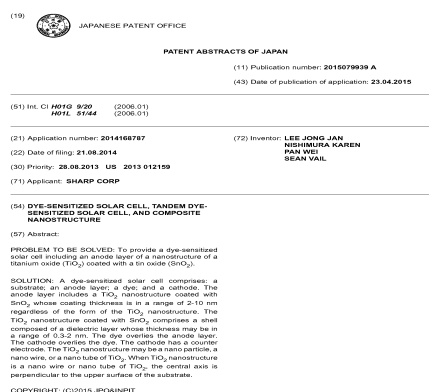 (19)
JAPANESE PATENT OFFICE
PATENT ABSTRACTS OF JAPAN
(11) Publication number: 2015079939 A
(43) Date of publication of application: 23.04.2015
(51) Int. Cl H01G 9/20 (2006.01)
H01L 51/44 (2006.01)
(21) Application number: 2014168787
(72) Inventor: LEE JONG JAN
NISHIMURA KAREN
(22) Date of filing: 21.08.2014
PAN WEI
SEAN VAIL
(30) Priority: 28.08.2013 US 2013 012159
(71) Applicant: SHARP CORP
(54) DYE-SENSITIZED SOLAR CELL, TANDEM DYE-
SENSITIZED SOLAR CELL, AND COMPOSITE
NANOSTRUCTURE
(57) Abstract:
PROBLEM TO BE SOLVED: To provide a dye-sensitized
solar cell including an anode layer of a nanostructure of a
titanium oxide (TiO2) coated with a tin oxide (SnO2).
SOLUTION: A dye-sensitized solar cell comprises: a
substrate; an anode layer; a dye; and a cathode. The
anode layer includes a TiO2 nanostructure coated with
SnO2 whose coating thickness is in a range of 2-10 nm
regardless of the form of the TiO2 nanostructure. The
TiO2 nanostructure coated with SnO2 comprises a shell
composed of a dielectric layer whose thickness may be in
a range of 0.3-2 nm. The dye overlies the anode layer.
The cathode overlies the dye. The cathode has a counter
electrode. The TiO2 nanostructure may be a nano particle, a
nano wire, or a nano tube of TiO2. When TiO2 nanostructure
is a nano wire or nano tube of TiO2, the central axis is
perpendicular to the upper surface of the substrate.
COPYRIGHT: (C)2015,JPO&INPIT